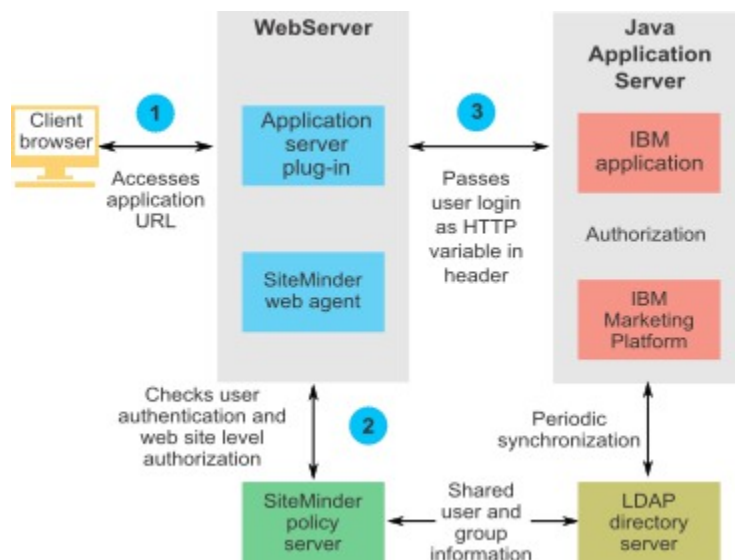 WebServer
Java
Application
Server
Client
browser
1
Accesses
application
URL
Application
server
plug-in
SiteMinder
web agent
3
Passes
user login
as HTTP
variable in
header
IBM
application
Authorization
IBM
Marketing
Platform
Checks user
authentication and
web site level
authorization
2
Periodic
synchronization
SiteMinder
policy
server
Shared
user and
group
information
LDAP
directory
server